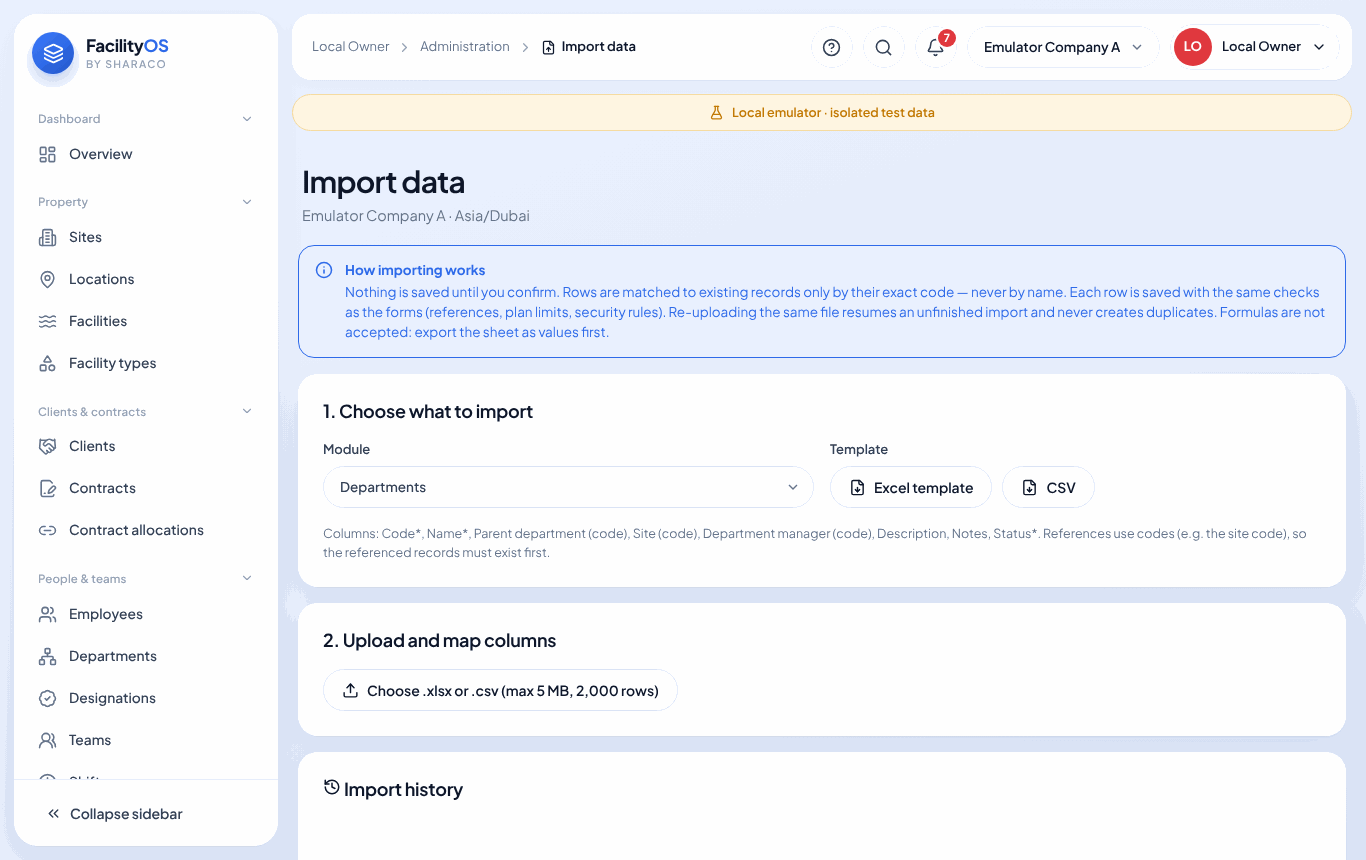 FacilityOS
BY SHARACO
Dashboard
Overview
Property
Sites
Locations
Facilities
Facility types
Clients & contracts
Clients
Contracts
Contract allocations
People & teams
Employees
Departments
Designations
Teams
Collapse sidebar
Local Owner
Administration
Import data
7
Emulator Company A
LO
Local Owner
Local emulator · isolated test data
Import data
Emulator Company A · Asia/Dubai
How importing works
Nothing is saved until you confirm. Rows are matched to existing records only by their exact code — never by name. Each row is saved with the same checks
as the forms (references, plan limits, security rules). Re-uploading the same file resumes an unfinished import and never creates duplicates. Formulas are not
accepted: export the sheet as values first.
1. Choose what to import
Module
Template
Departments
Excel template
CSV
Columns: Code*, Name*, Parent department (code), Site (code), Department manager (code), Description, Notes, Status*. References use codes (e.g. the site code), so
the referenced records must exist first.
2. Upload and map columns
Choose .xlsx or .csv (max 5 MB, 2,000 rows)
Import history